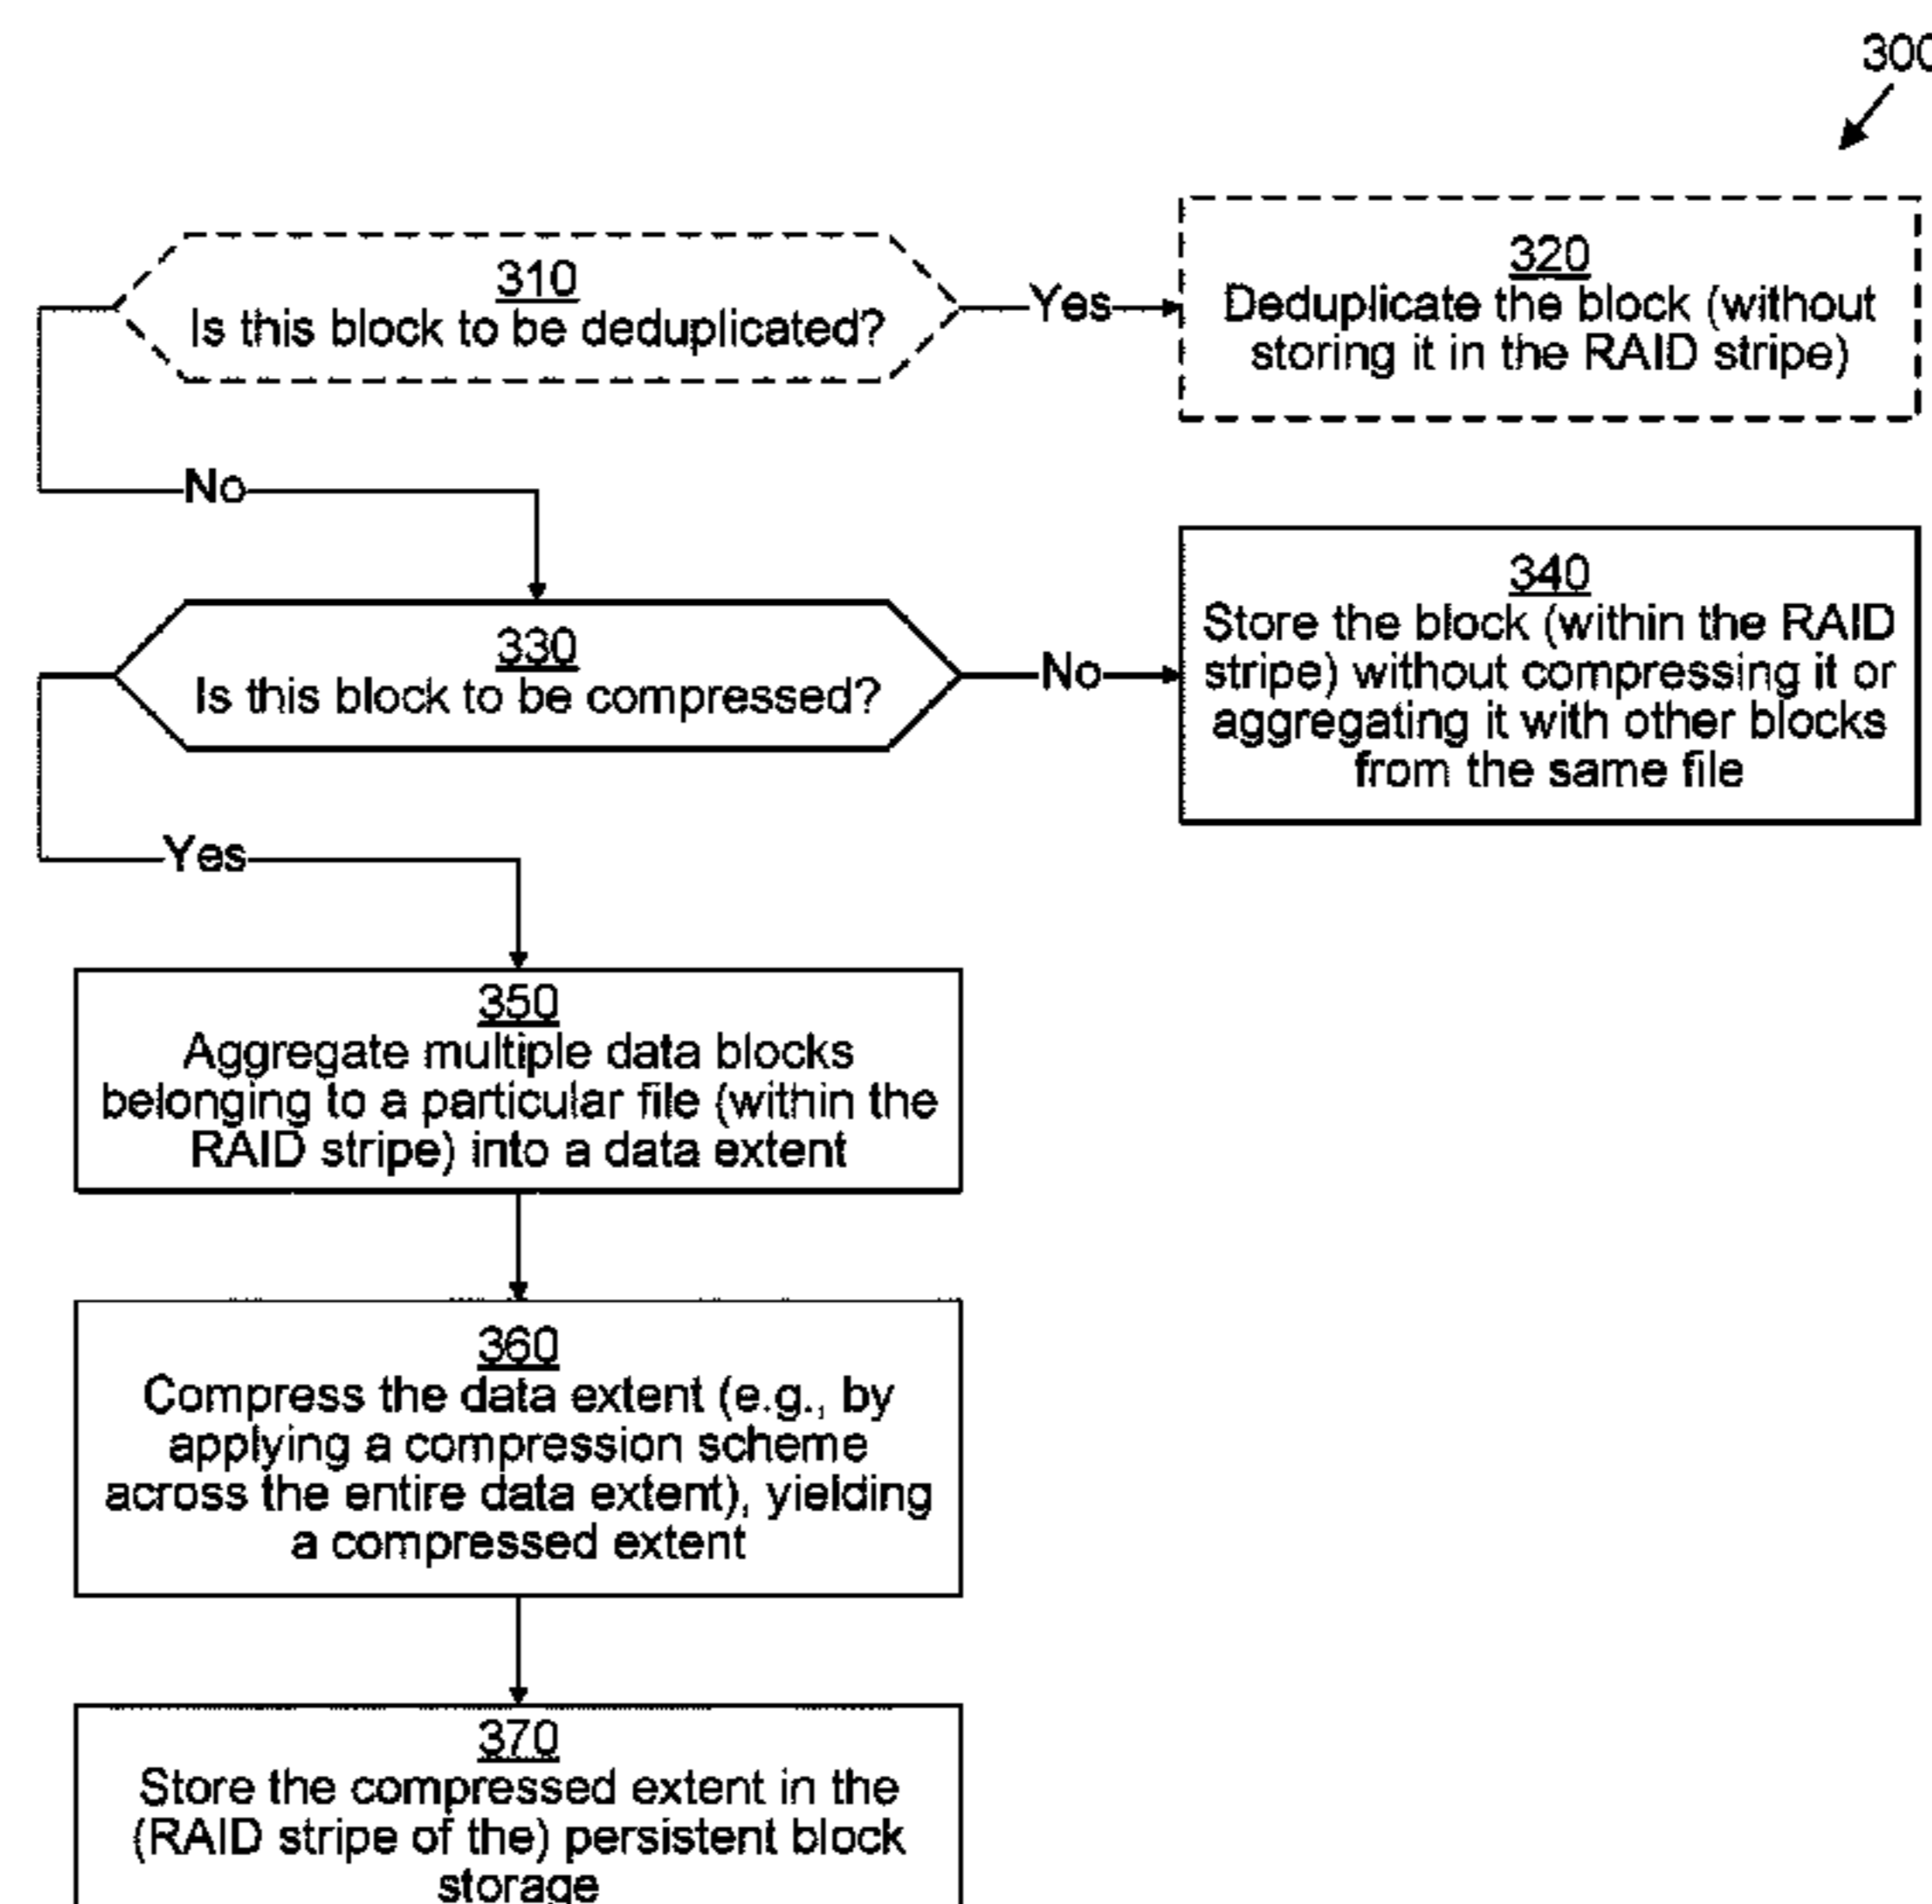 300
310
Is this block to be deduplicated?
Yes
320
Deduplicate the block (without
storing it in the RAID stripe)
No
330
Is this block to be compressed?
No
340
Store the block (within the RAID
stripe) without compressing it or
aggregating it with other blocks
from the same file
Yes
350
Aggregate multiple data blocks
belonging to a particular file (within the
RAID stripe) into a data extent
360
Compress the data extent (e.g., by
applying a compression scheme
across the entire data extent), yielding
a compressed extent
370
Store the compressed extent in the
(RAID stripe of the) persistent block
storage